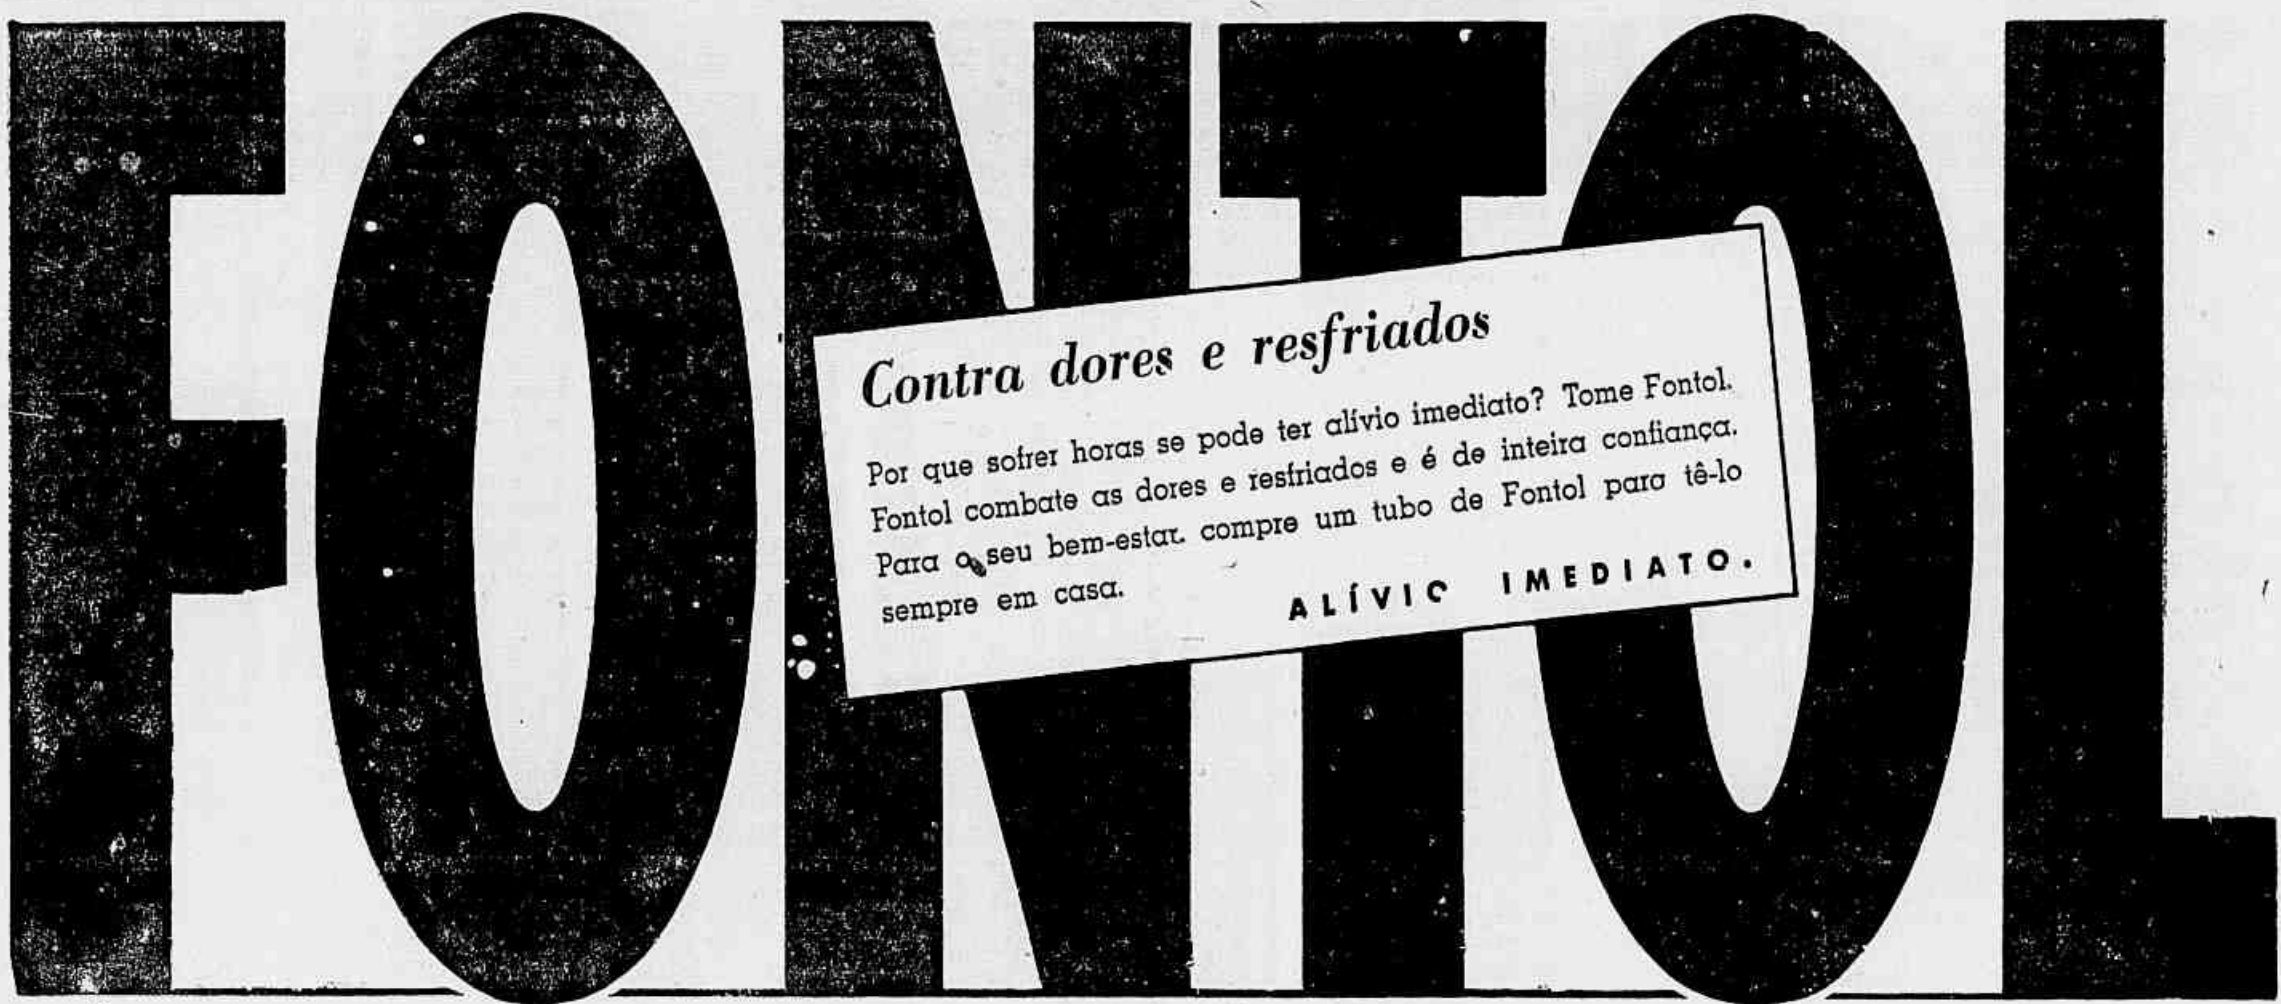 FONTOL
Contra dores e resfriados
Por que sofrer horas se pode ter alívio imediato? Tome Fontol.
Fontol combate as dores e resfriados e é de inteira confiança.
Para o seu bem-estar. compre um tubo de Fontol para tê-lo
sempre em casa.
ALÍVIO IMEDIATO.